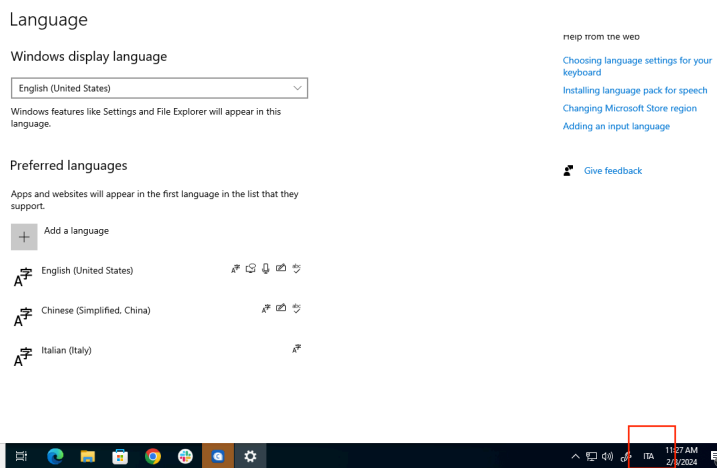 Language
Help from the web
Windows display language
Choosing language settings for your
keyboard
English (United States)
Installing language pack for speech
Windows features like Settings and File Explorer will appear in this
language.
Changing Microsoft Store region
Adding an input language
Preferred languages
Give feedback
Apps and websites will appear in the first language in the list that they
support.
Add a language
English (United States)
Chinese (Simplified, China)
Italian (Italy)
ITA
11:27 AM